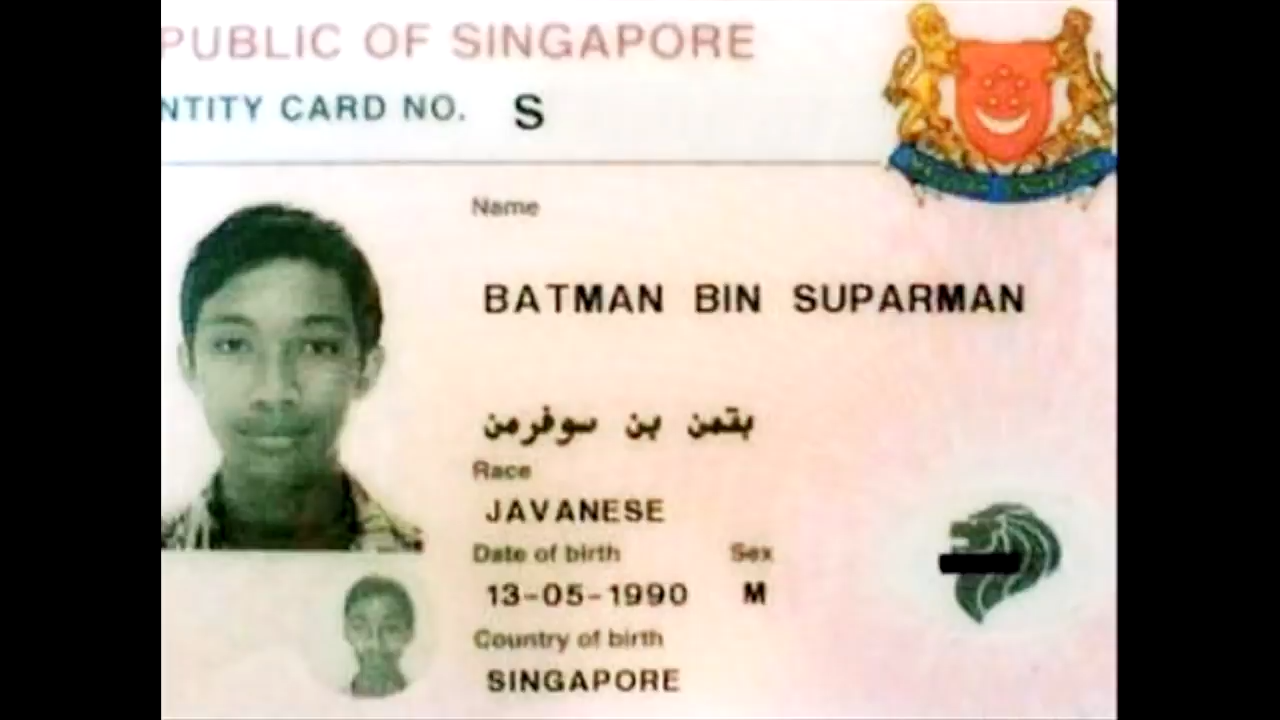 PUBLIC OF SINGAPORE
NTITY CARD NO. S
Name
BATMAN BIN SUPARMAN
بتمن بن سوفرمن
Race
JAVANESE
Date of birth Sex
13-05-1990 M
Country of birth
SINGAPORE